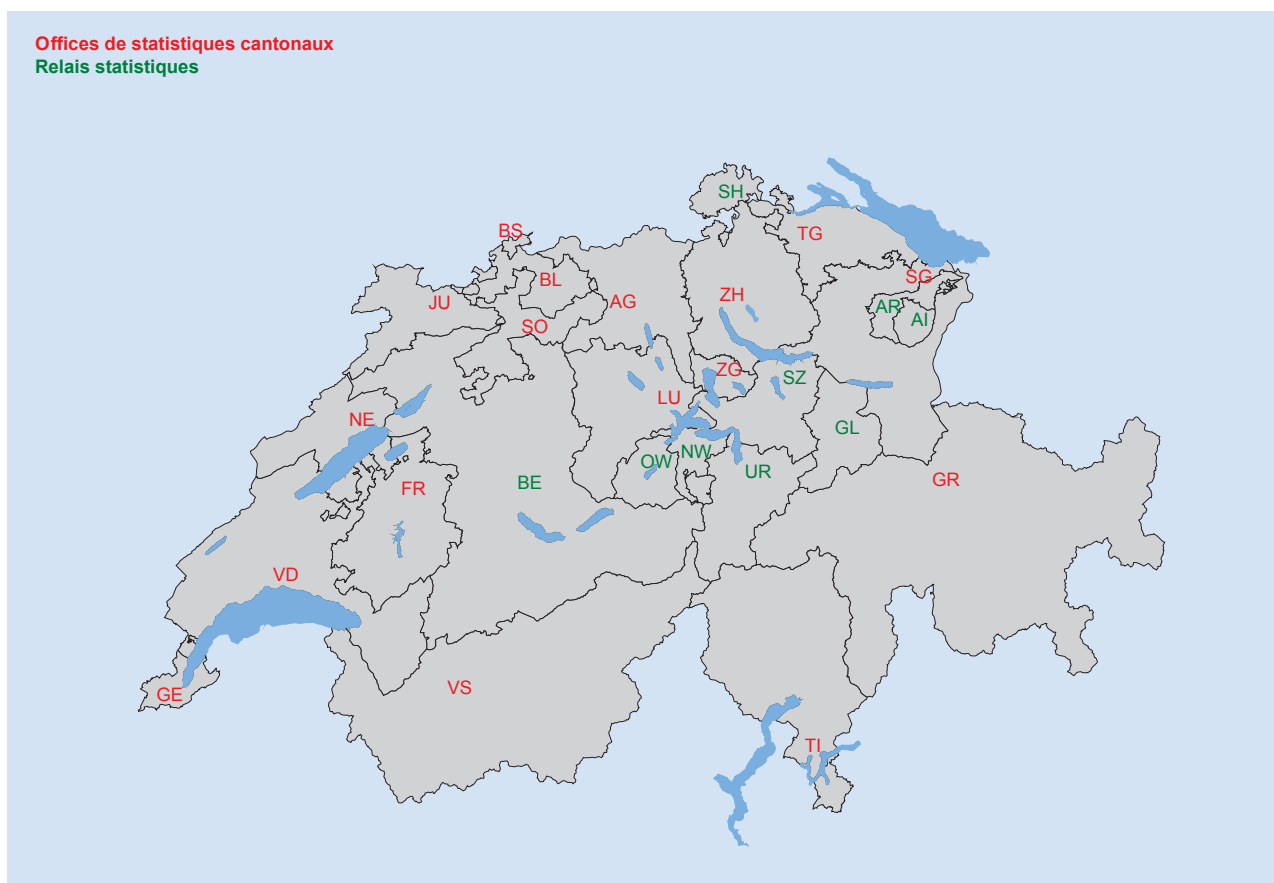 Offices de statistiques cantonaux
Relais statistiques
SH
BS
TG
BL
SG
JU
AG
ZH
AR
AI
SO
ZG
SZ
LU
NE
GL
NW
OW
UR
BE
FR
GR
VD
VS
GE
TI